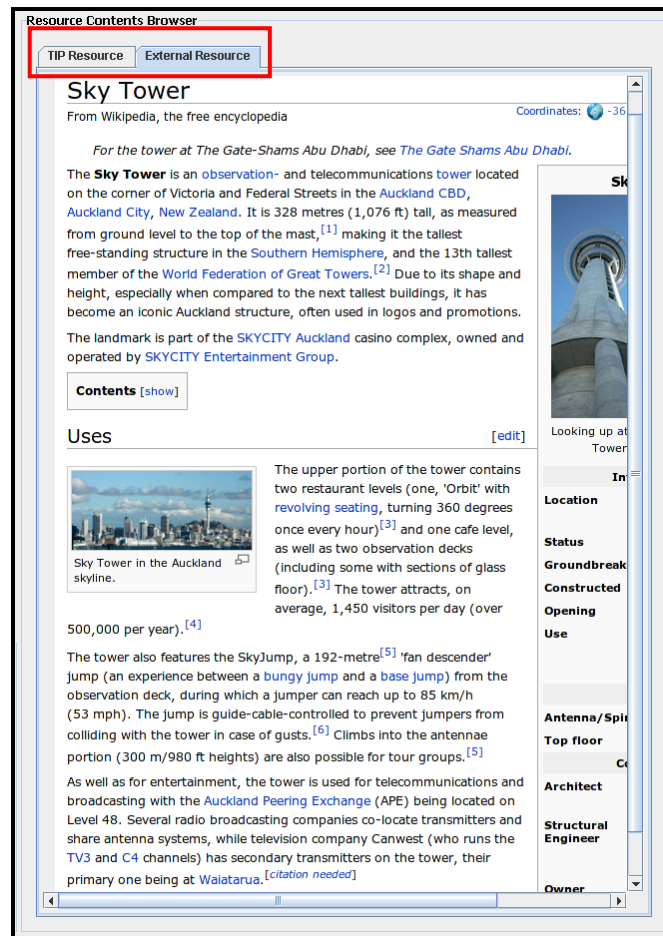 Resource Contents Browser
TIP Resource External Resource
Sky Tower
From Wikipedia, the free encyclopedia
Coordinates: -36
For the tower at The Gate-Shams Abu Dhabi, see The Gate Shams Abu Dhabi.
The Sky Tower is an observation- and telecommunications tower located
on the corner of Victoria and Federal Streets in the Auckland CBD,
Auckland City, New Zealand. It is 328 metres (1,076 ft) tall, as measured
from ground level to the top of the mast,[1] making it the tallest
free-standing structure in the Southern Hemisphere, and the 13th tallest
member of the World Federation of Great Towers.[2] Due to its shape and
height, especially when compared to the next tallest buildings, it has
become an iconic Auckland structure, often used in logos and promotions.
The landmark is part of the SKYCITY Auckland casino complex, owned and
operated by SKYCITY Entertainment Group.
Contents [show]
Uses [edit]
The upper portion of the tower contains
two restaurant levels (one, 'Orbit' with
revolving seating, turning 360 degrees
once every hour)[3] and one cafe level,
as well as two observation decks
(including some with sections of glass
floor).[3] The tower attracts, on
average, 1,450 visitors per day (over
Sky Tower in the Auckland
skyline.
500,000 per year).[4]
The tower also features the SkyJump, a 192-metre[5] 'fan descender'
jump (an experience between a bungy jump and a base jump) from the
observation deck, during which a jumper can reach up to 85 km/h
(53 mph). The jump is guide-cable-controlled to prevent jumpers from
colliding with the tower in case of gusts.[6] Climbs into the antennae
portion (300 m/980 ft heights) are also possible for tour groups.[5]
As well as for entertainment, the tower is used for telecommunications and
broadcasting with the Auckland Peering Exchange (APE) being located on
Level 48. Several radio broadcasting companies co-locate transmitters and
share antenna systems, while television company Canwest (who runs the
TV3 and C4 channels) has secondary transmitters on the tower, their
primary one being at Waiatarua.[citation needed]
Sk
Looking up at
Tower
In
Location
Status
Groundbreak
Constructed
Opening
Use
Antenna/Spi
Top floor
Co
Architect
Structural
Engineer
Owner